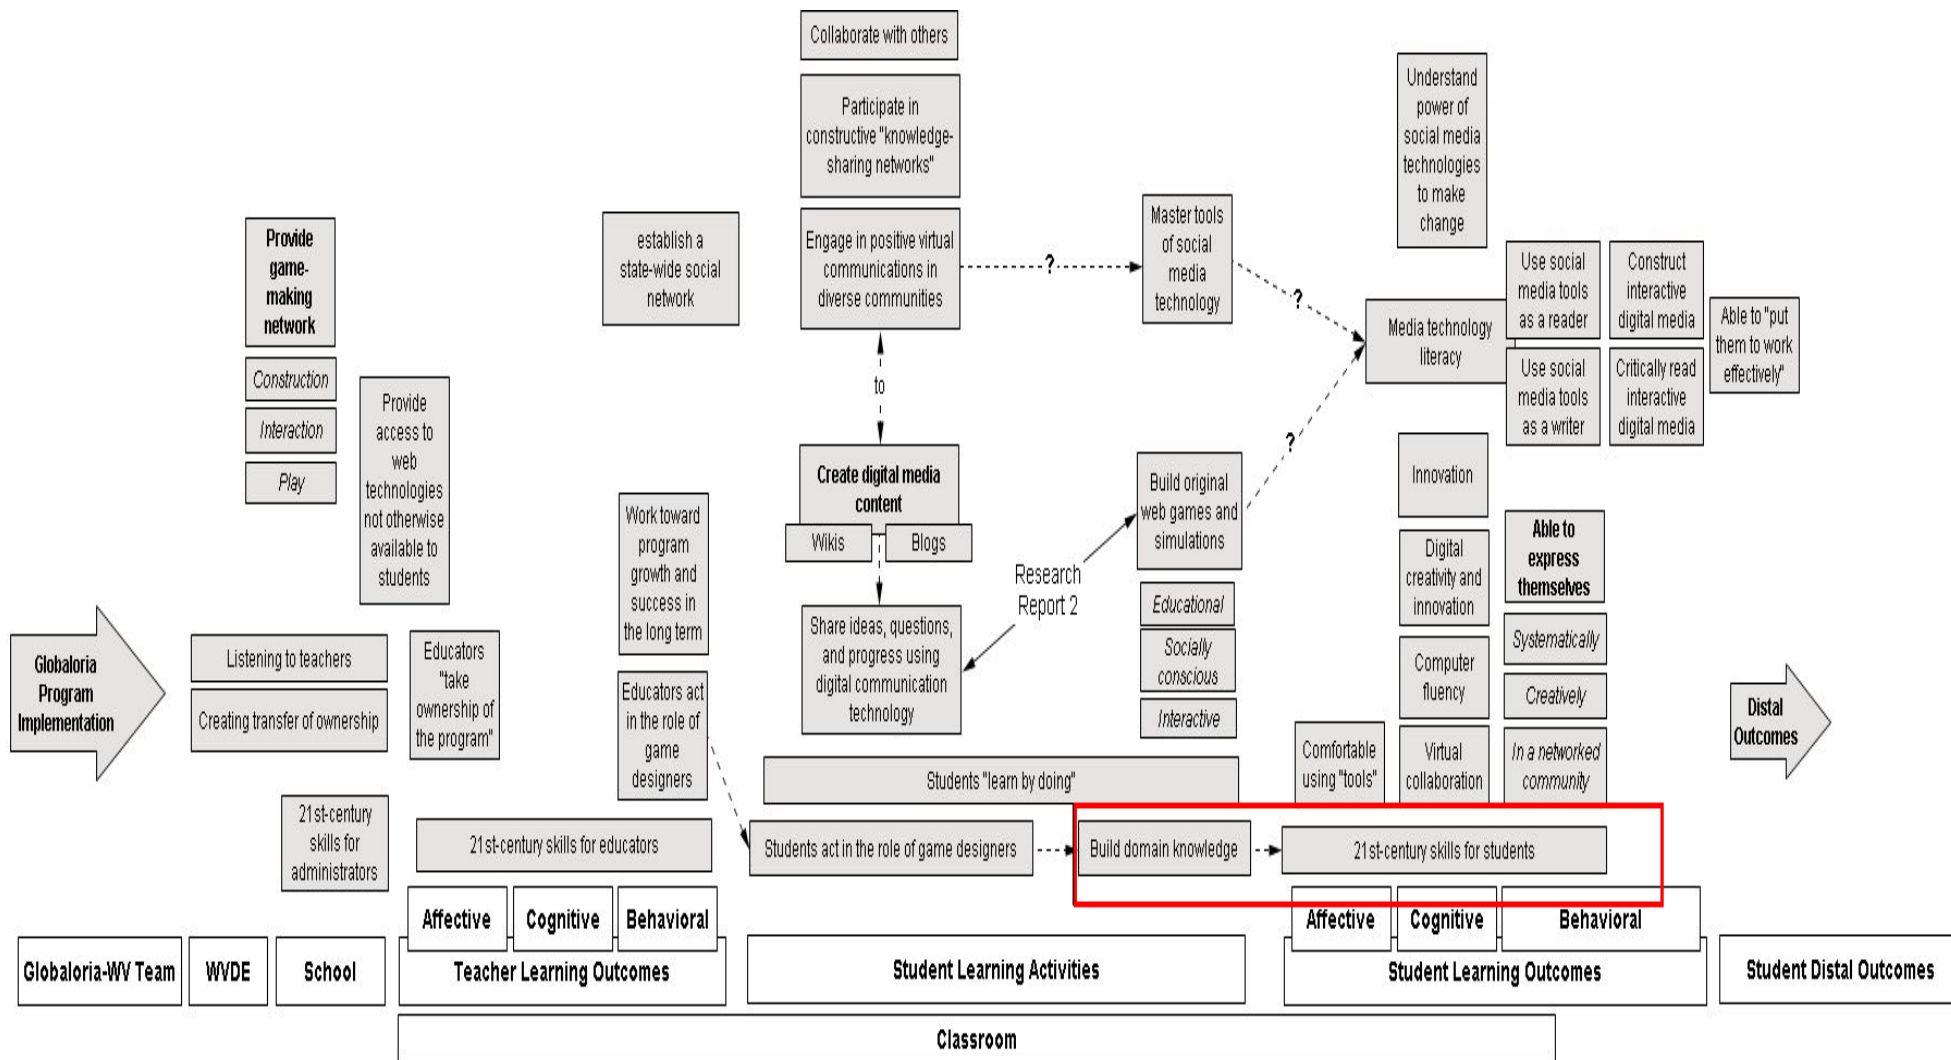 Collaborate with others
Participate in
constructive "knowledge-
sharing networks"
Engage in positive virtual
communications in
diverse communities
Understand
power of
social media
technologies
to make
change
Provide
game-
making
network
Construction
Interaction
Play
establish a
state-wide social
network
?
Master tools
of social
media
technology
?
Media technology
literacy
Use social
media tools
as a reader
Construct
interactive
digital media
Use social
media tools
as a writer
Critically read
interactive
digital media
Able to "put
them to work
effectively"
Provide
access to
web
technologies
not otherwise
available to
students
to
Create digital media
content
Wikis
Blogs
Work toward
program
growth and
success in
the long term
Build original
web games and
simulations
?
Educational
Socially
conscious
Interactive
Research
Report 2
Innovation
Digital
creativity and
innovation
Computer
fluency
Virtual
collaboration
Able to
express
themselves
Systematically
Creatively
In a networked
community
Comfortable
using "tools"
Globaloria
Program
Implementation
Listening to teachers
Creating transfer of ownership
Educators
"take
ownership of
the program"
Educators act
in the role of
game
designers
Share ideas, questions,
and progress using
digital communication
technology
Distal
Outcomes
Students "learn by doing"
21st-century
skills for
administrators
21st-century skills for educators
Students act in the role of game designers
Build domain knowledge
21st-century skills for students
Affective
Cognitive
Behavioral
Affective
Cognitive
Behavioral
Globaloria-WV Team
WVDE
School
Teacher Learning Outcomes
Student Learning Activities
Student Learning Outcomes
Student Distal Outcomes
Classroom